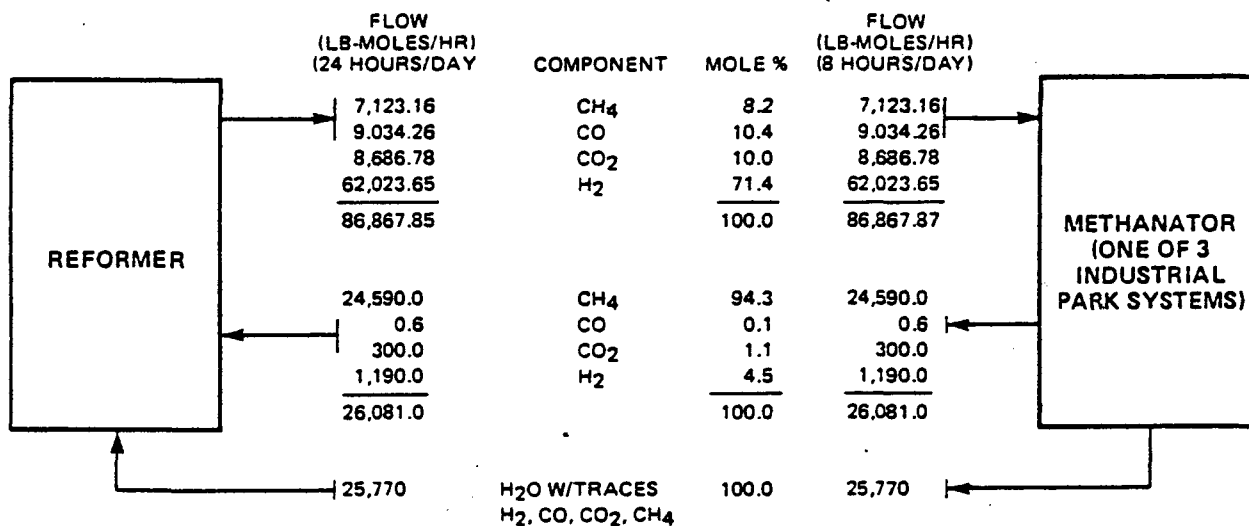 FLOW FLOW
(LB-MOLES/HR) (LB-MOLES/HR)
(24 HOURS/DAY COMPONENT MOLE % (8 HOURS/DAY)
7,123.16 CH4 8.2 7,123.16
9.034.26 CO 10.4 9.034.26
8,686.78 CO2 10.0 8,686.78
62,023.65 H2 71.4 62,023.65
86,867.85 100.0 86,867.87
REFORMER
METHANATOR
(ONE OF 3
INDUSTRIAL
PARK SYSTEMS)
24,590.0 CH4 94.3 24,590.0
0.6 CO 0.1 0.6
300.0 CO2 1.1 300.0
1,190.0 H2 4.5 1,190.0
26,081.0 100.0 26,081.0
25,770 H2O W/TRACES 100.0 25,770
H2, CO, CO2, CH4